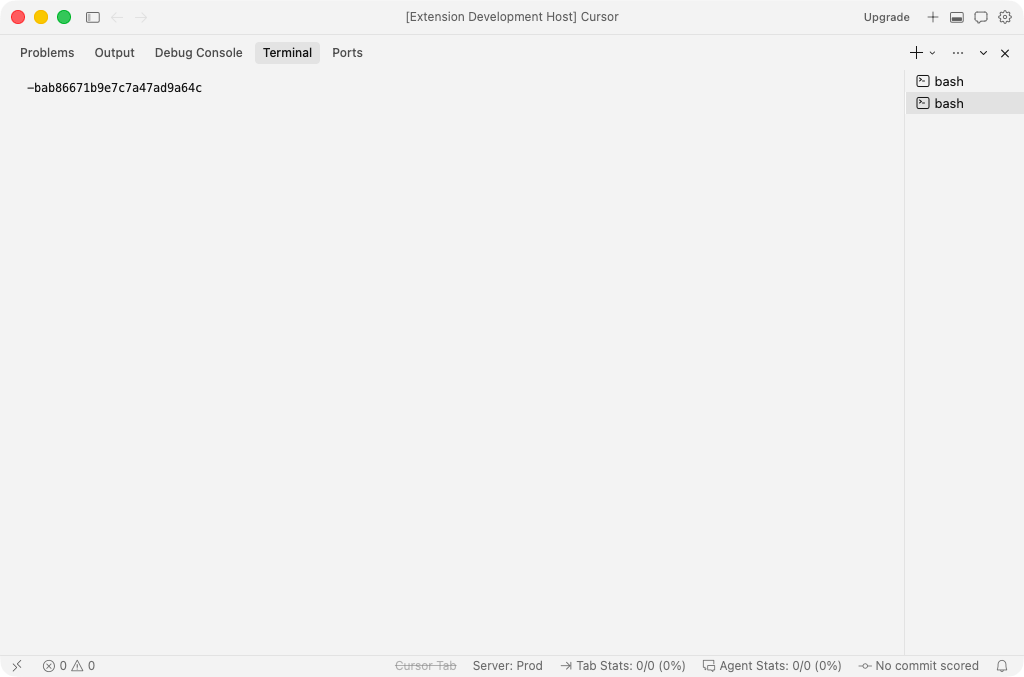 [Extension Development Host] Cursor
Upgrade
Problems Output Debug Console Terminal Ports
−bab86671b9e7c7a47ad9a64c
bash
bash
0 0
Cursor Tab Server: Prod Tab Stats: 0/0 (0%) Agent Stats: 0/0 (0%) No commit scored